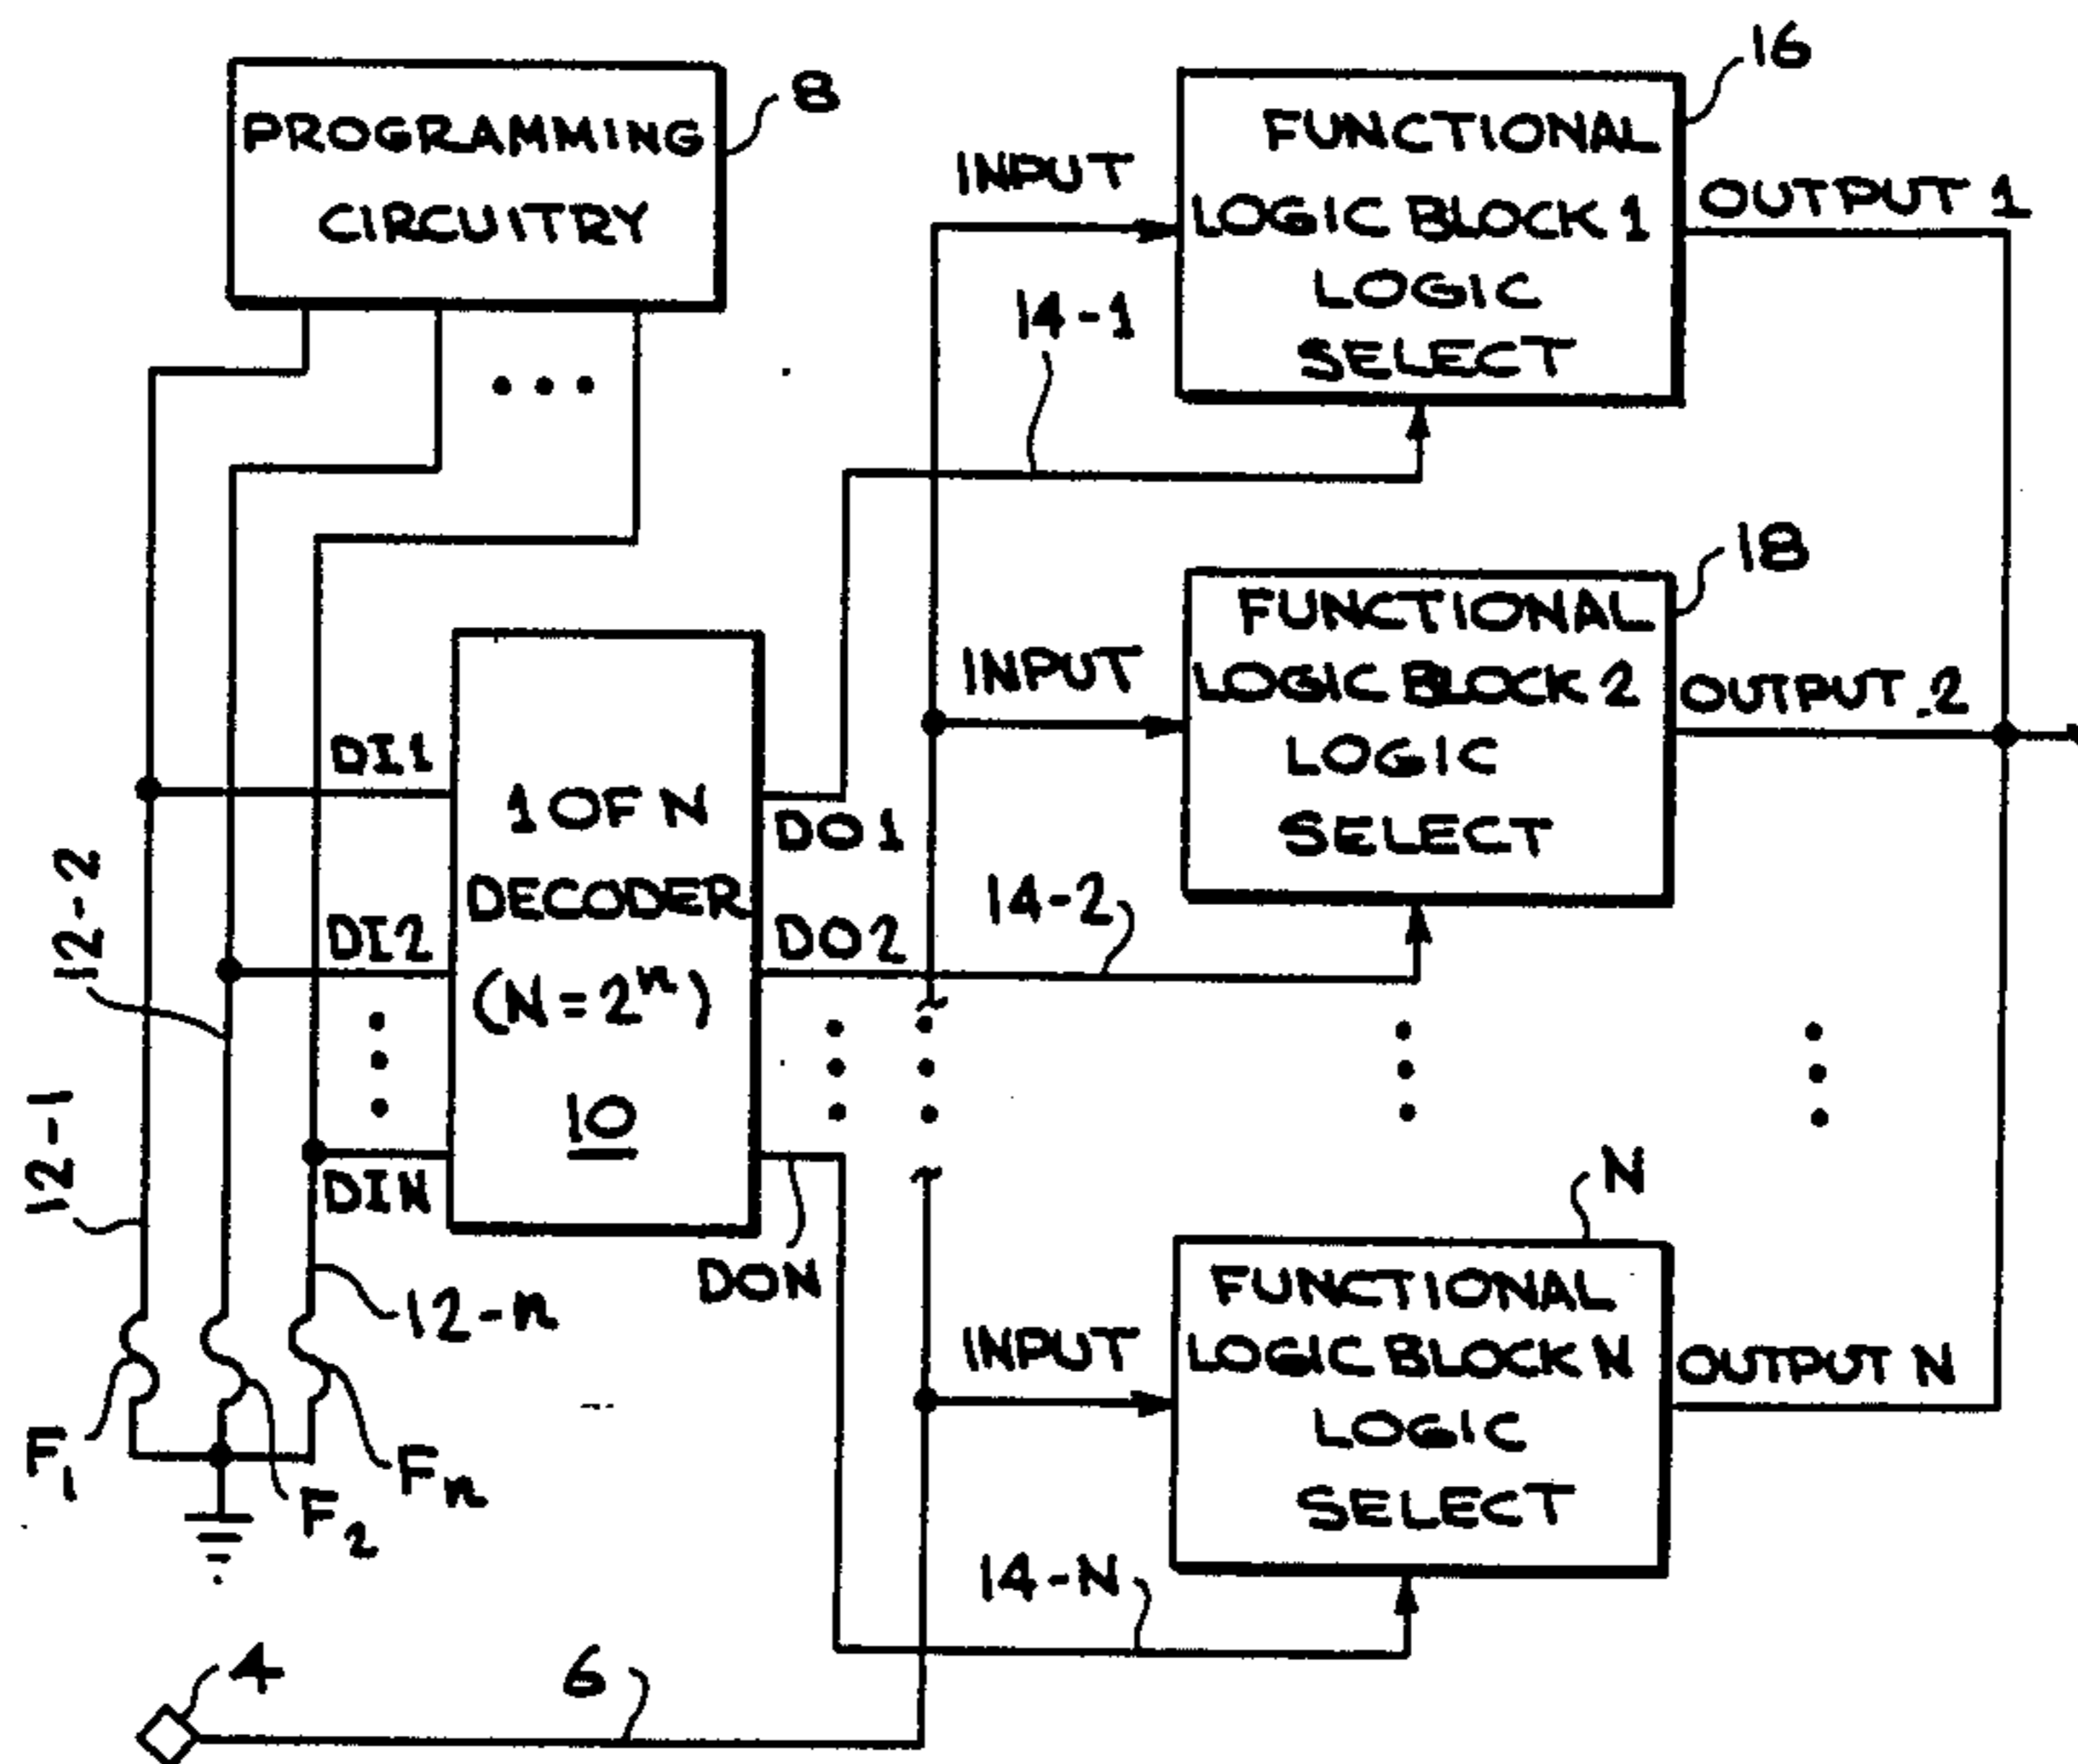 PROGRAMMING
CIRCUITRY
8
16
FUNCTIONAL
LOGIC BLOCK 1
LOGIC
SELECT
INPUT
OUTPUT 1
14-1
18
FUNCTIONAL
LOGIC BLOCK 2
LOGIC
SELECT
INPUT
OUTPUT 2
14-2
DI1
DI2
DIN
1 OF N
DECODER
(N = 2ⁿ)
10
DO1
DO2
DON
12-2
12-1
12-n
F1
F2
Fn
N
FUNCTIONAL
LOGIC BLOCK N
LOGIC
SELECT
INPUT
OUTPUT N
14-N
4
6